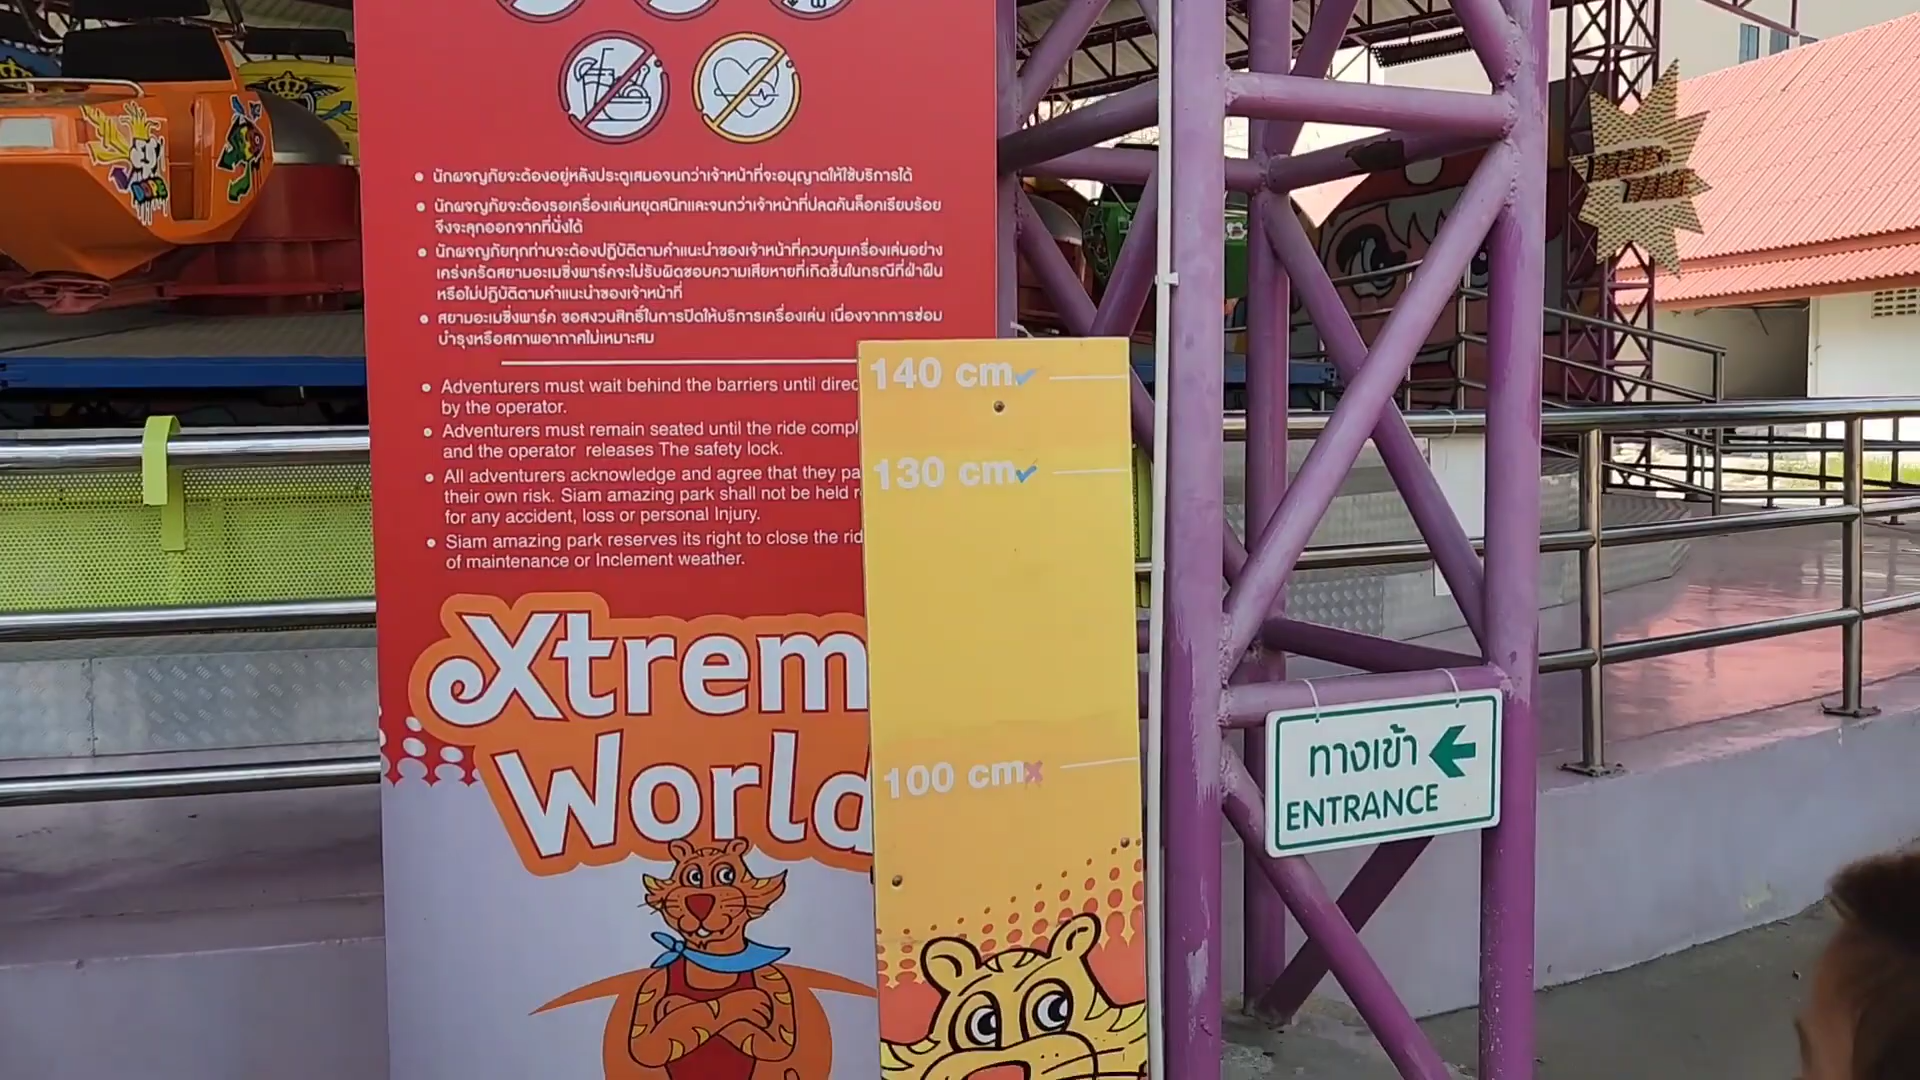 DOPE
นักผจญภัยจะต้องอยู่หลังประตูเสมอจนกว่าเจ้าหน้าที่จะอนุญาตให้ใช้บริการได้
นักผจญภัยจะต้องรอเครื่องเล่นหยุดสนิทและจนกว่าเจ้าหน้าที่ปลดคันล็อคเรียบร้อย
จึงจะลุกออกจากที่นั่งได้
นักผจญภัยทุกท่านจะต้องปฏิบัติตามคำแนะนำของเจ้าหน้าที่ควบคุมเครื่องเล่นอย่าง
เคร่งครัดสยามอะเมซิ่งพาร์คจะไม่รับผิดชอบความเสียหายที่เกิดขึ้นในกรณีที่ฝ่าฝืน
หรือไม่ปฏิบัติตามคำแนะนำของเจ้าหน้าที่
สยามอะเมซิ่งพาร์ค ขอสงวนสิทธิ์ในการปิดให้บริการเครื่องเล่น เนื่องจากการซ่อม
บำรุงหรือสภาพอากาศไม่เหมาะสม
Adventurers must wait behind the barriers until direc
by the operator.
Adventurers must remain seated until the ride compl
and the operator releases The safety lock.
All adventurers acknowledge and agree that they pa
their own risk. Siam amazing park shall not be held r
for any accident, loss or personal Injury.
Siam amazing park reserves its right to close the rid
of maintenance or Inclement weather.
Xtrem
World
140 cm
130 cm
100 cm
ทางเข้า
ENTRANCE